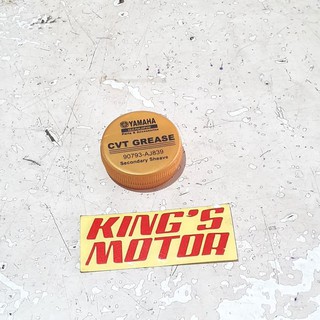 YAMAHA
CVT GREASE
90793-AJ839
Secondary Sheave
KING'S
MOTOR